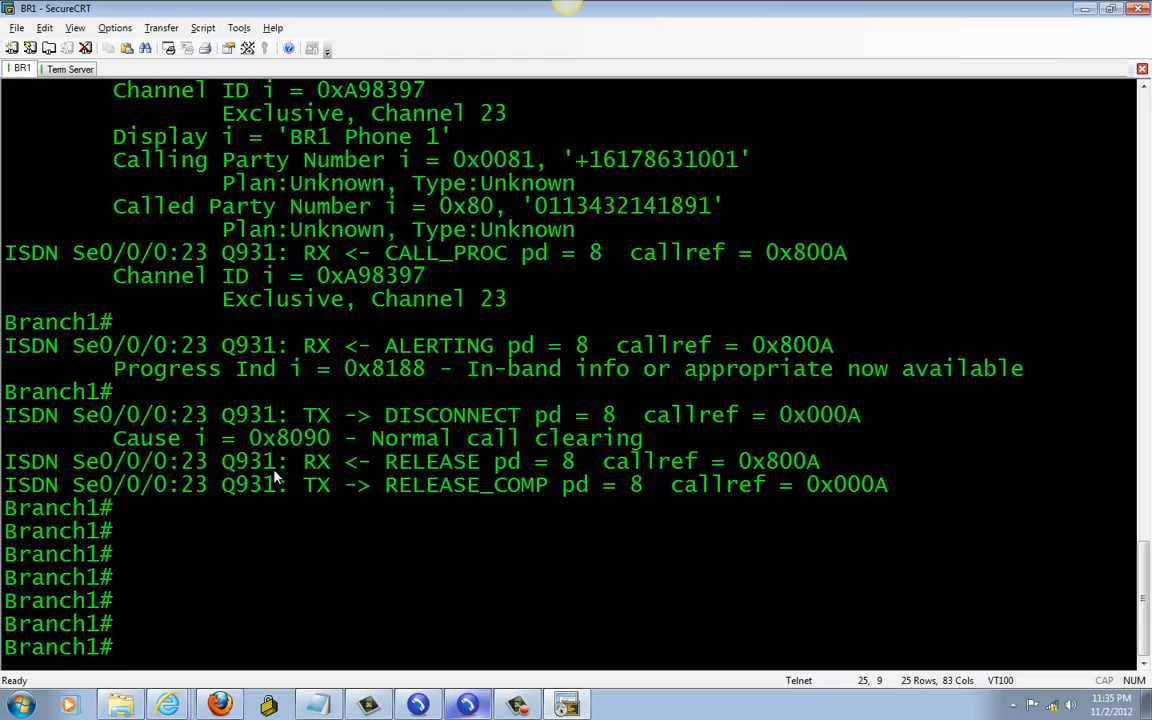 BR1 - SecureCRT
File Edit View Options Transfer Script Tools Help
BR1 Term Server
Channel ID i = 0xA98397
Exclusive, Channel 23
Display i = 'BR1 Phone 1'
Calling Party Number i = 0x0081, '+16178631001'
Plan:Unknown, Type:Unknown
Called Party Number i = 0x80, '0113432141891'
Plan:Unknown, Type:Unknown
ISDN Se0/0/0:23 Q931: RX <- CALL_PROC pd = 8 callref = 0x800A
Channel ID i = 0xA98397
Exclusive, Channel 23
Branch1#
ISDN Se0/0/0:23 Q931: RX <- ALERTING pd = 8 callref = 0x800A
Progress Ind i = 0x8188 - In-band info or appropriate now available
Branch1#
ISDN Se0/0/0:23 Q931: TX -> DISCONNECT pd = 8 callref = 0x000A
Cause i = 0x8090 - Normal call clearing
ISDN Se0/0/0:23 Q931: RX <- RELEASE pd = 8 callref = 0x800A
ISDN Se0/0/0:23 Q931: TX -> RELEASE_COMP pd = 8 callref = 0x000A
Branch1#
Branch1#
Branch1#
Branch1#
Branch1#
Branch1#
Branch1#
Ready Telnet 25, 9 25 Rows, 83 Cols VT100 CAP NUM
11:35 PM
11/2/2012